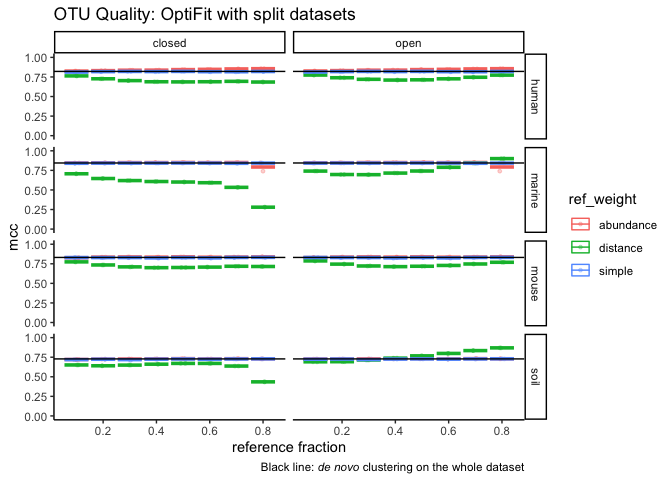 OTU Quality: OptiFit with split datasets
closed
open
1.00
0.75
0.50
0.25
0.00
human
1.00
0.75
0.50
0.25
0.00
marine
1.00
0.75
0.50
0.25
0.00
mouse
1.00
0.75
0.50
0.25
0.00
soil
mcc
0.2 0.4 0.6 0.8
0.2 0.4 0.6 0.8
reference fraction
ref_weight
abundance
distance
simple
Black line: de novo clustering on the whole dataset